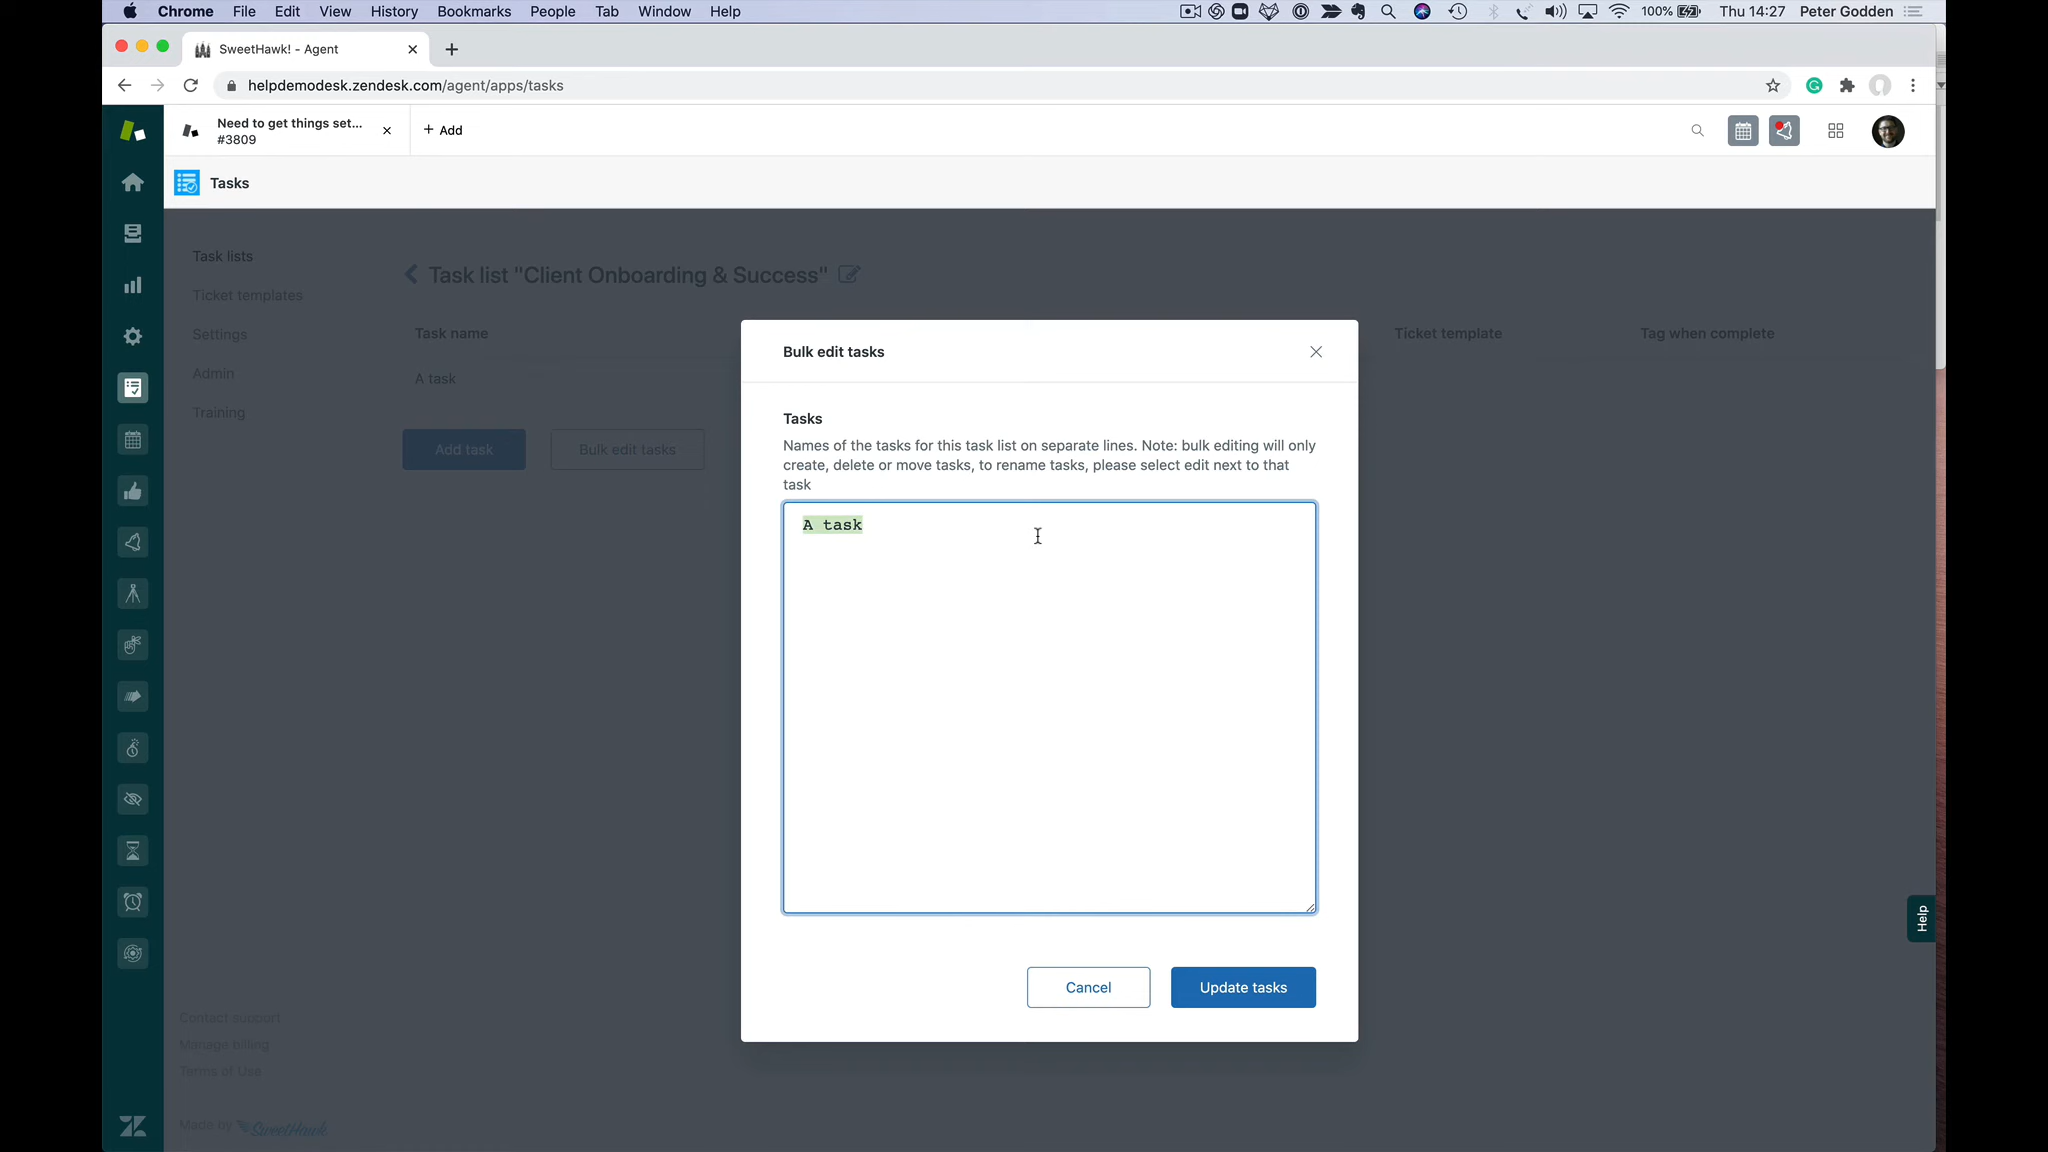 Chrome File Edit View History Bookmarks People Tab Window Help 100% Thu 14:27 Peter Godden
SweetHawk! - Agent
helpdemodesk.zendesk.com/agent/apps/tasks
Need to get things set...
#3809
+ Add
Tasks
Task lists
Ticket templates
Settings
Admin
Training
Task list "Client Onboarding & Success"
Task name Ticket template Tag when complete
A task
Add task Bulk edit tasks
Bulk edit tasks
Tasks
Names of the tasks for this task list on separate lines. Note: bulk editing will only
create, delete or move tasks, to rename tasks, please select edit next to that
task
A task
Cancel Update tasks
Help
Contact support
Manage billing
Terms of Use
Made by SweetHawk